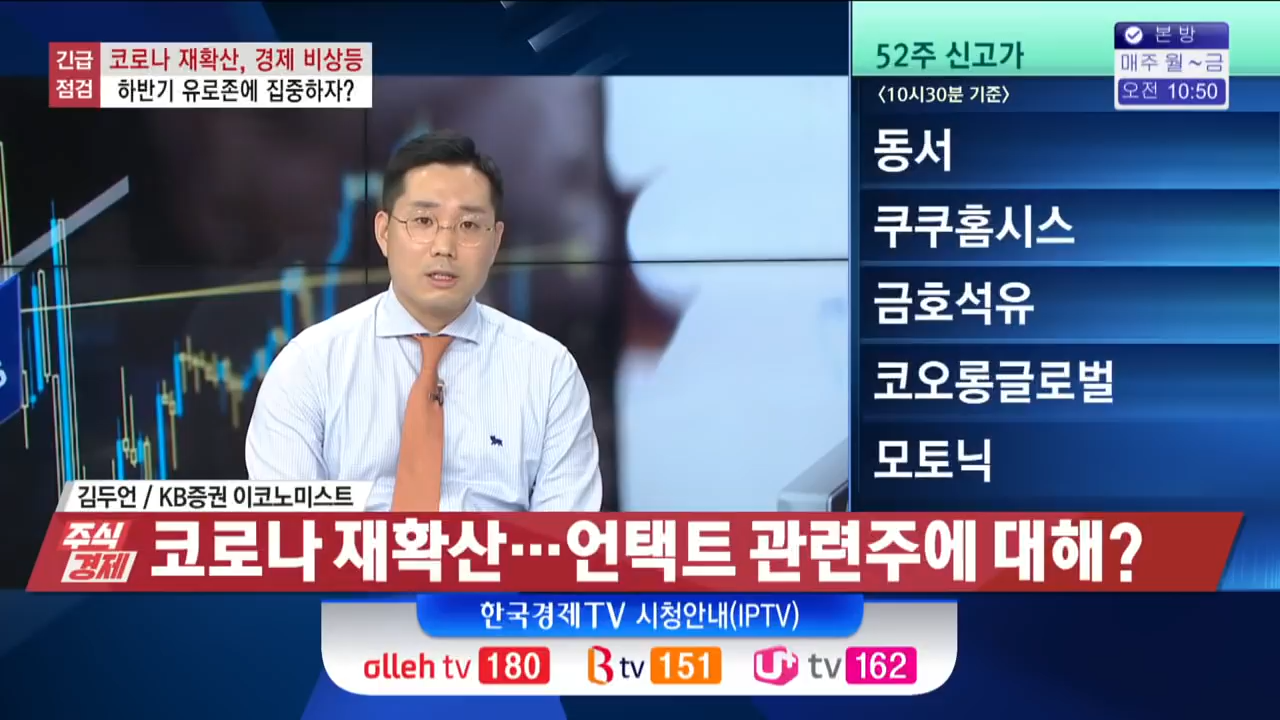 긴급 점검
코로나 재확산, 경제 비상등
하반기 유로존에 집중하자?
52주 신고가
본 방
매주 월~금
오전 10:50
〈10시30분 기준〉
동서
쿠쿠홈시스
금호석유
코오롱글로벌
모토닉
김두언 / KB증권 이코노미스트
주식 경제
코로나 재확산…언택트 관련주에 대해?
한국경제TV 시청안내(IPTV)
alleh tv 180 B tv 151 U+ tv 162